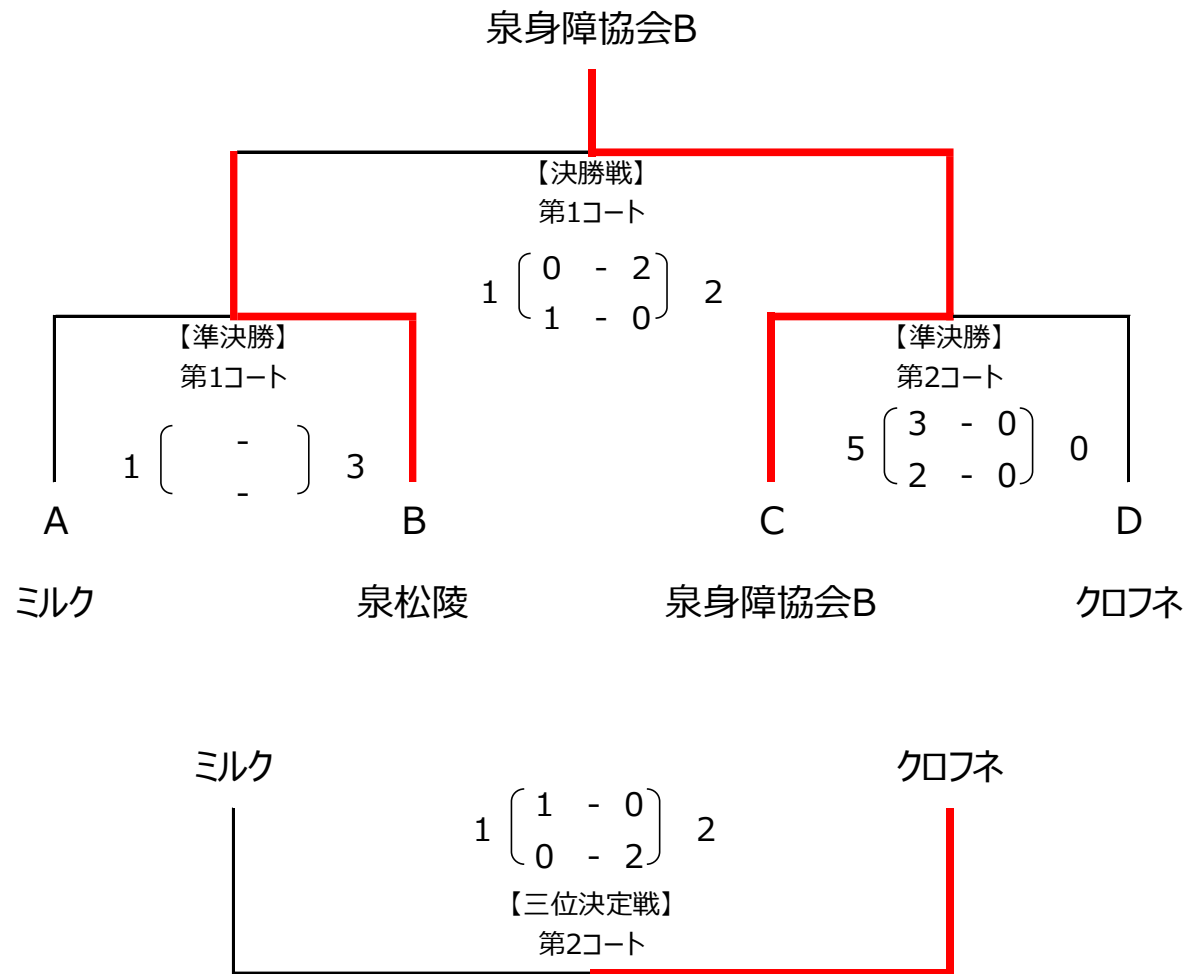 泉身障協会B
【決勝戦】
第1コート
0 - 2
1 2
1 - 0
【準決勝】 【準決勝】
第1コート 第2コート
- 3 - 0
1 3 5 0
- 2 - 0
A B C D
ミルク 泉松陵 泉身障協会B クロフネ
ミルク クロフネ
1 - 0
1 2
0 - 2
【三位決定戦】
第2コート